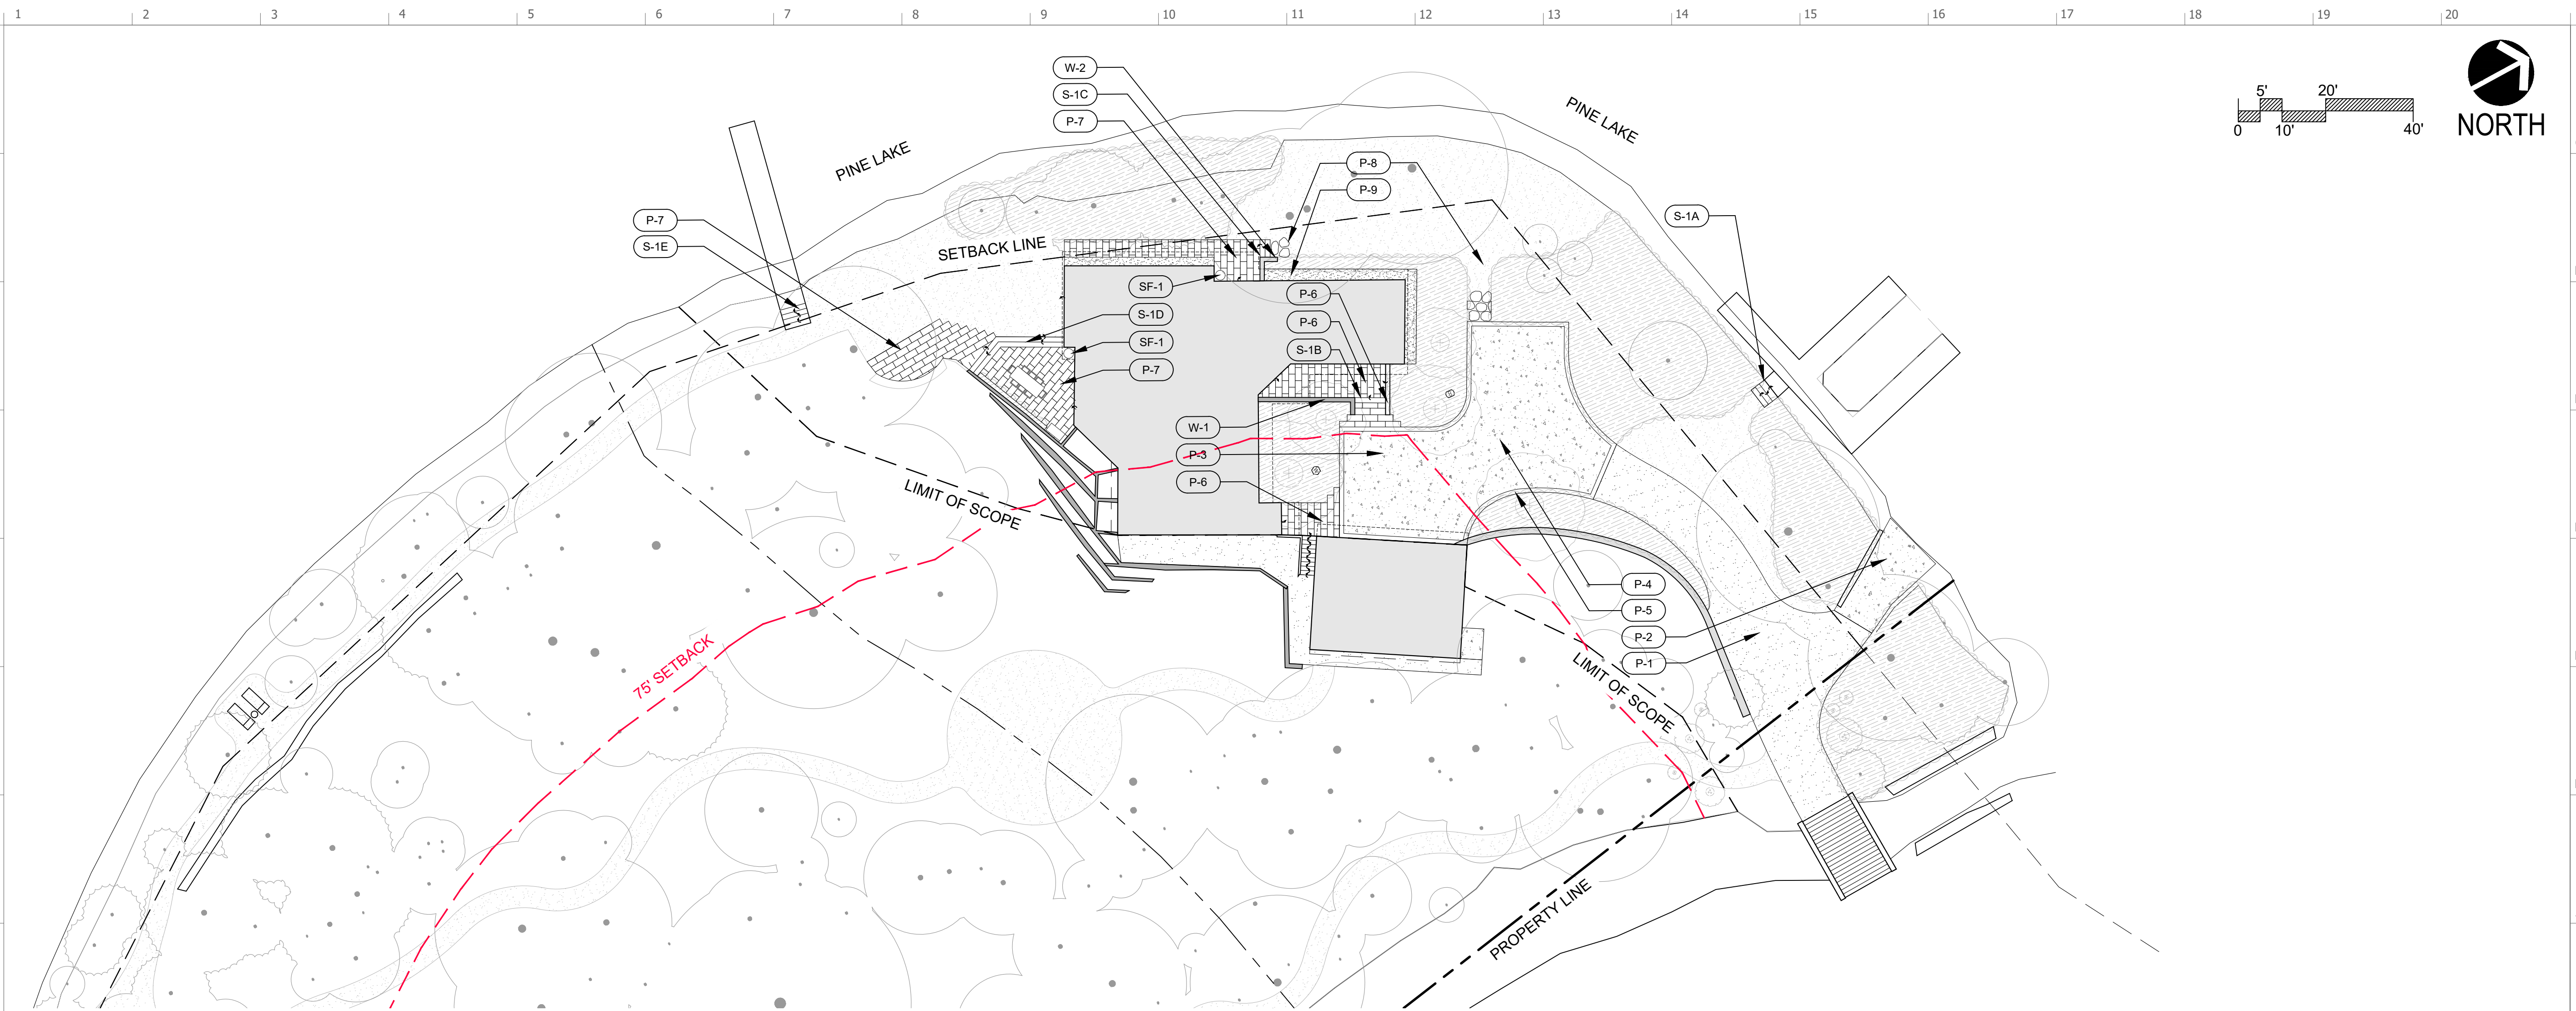 1 2 3 4 5 6 7 8 9 10 11 12 13 14 15 16 17 18 19 20
W-2
S-1C
P-7
PINE LAKE
PINE LAKE
5' 20'
0 10' 40'
NORTH
P-8
P-9
P-7
S-1E
S-1A
SETBACK LINE
SF-1
S-1D
SF-1
P-7
P-6
P-6
S-1B
W-1
P-3
P-6
LIMIT OF SCOPE
P-4
P-5
P-2
P-1
75' SETBACK
LIMIT OF SCOPE
PROPERTY LINE